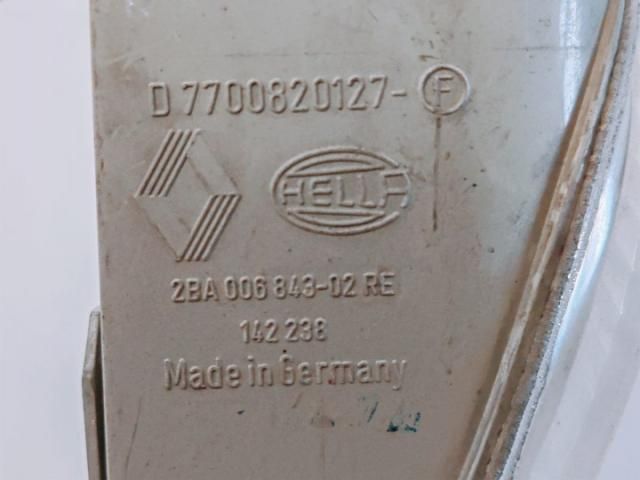 D 7700820127- F
HELLA
2BA 006 843-02 RE
142 238
Made in Germany